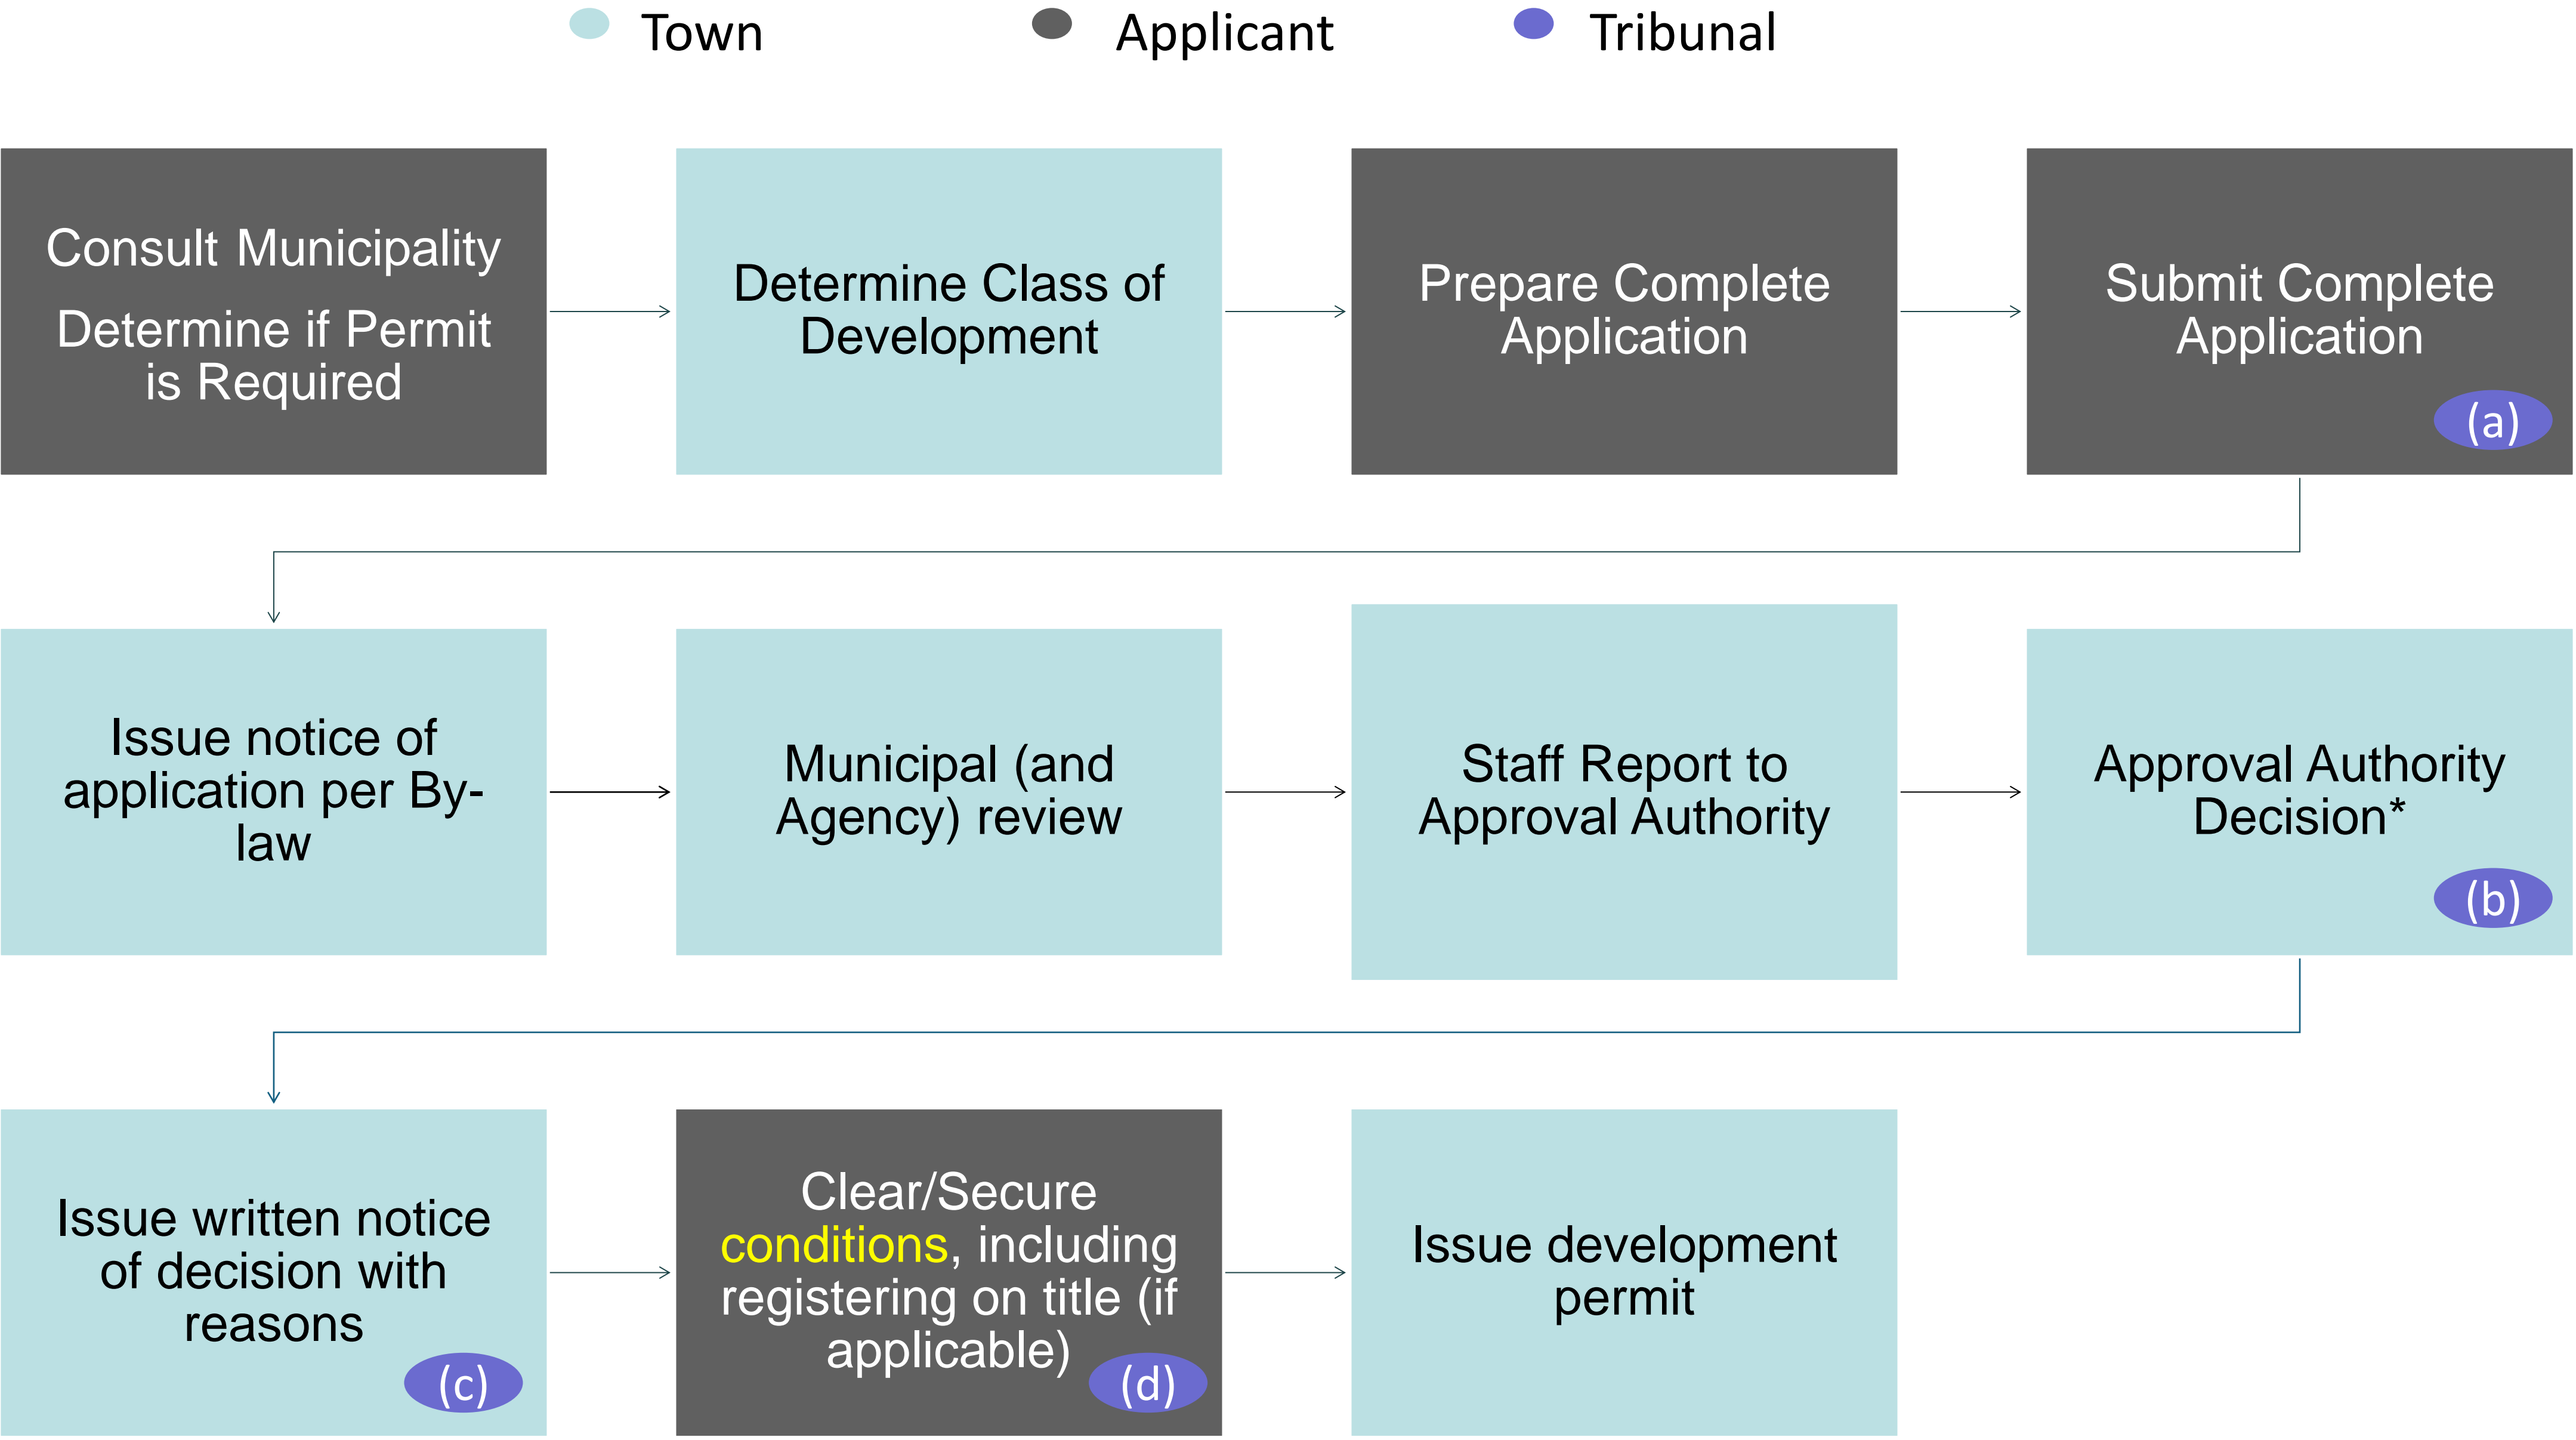 Town
Applicant
Tribunal
Consult Municipality
Determine if Permit
is Required
Determine Class of
Development
Prepare Complete
Application
Submit Complete
Application
(a)
Issue notice of
application per By-
law
Municipal (and
Agency) review
Staff Report to
Approval Authority
Approval Authority
Decision*
(b)
Issue written notice
of decision with
reasons
(c)
Clear/Secure
conditions, including
registering on title (if
applicable)
(d)
Issue development
permit